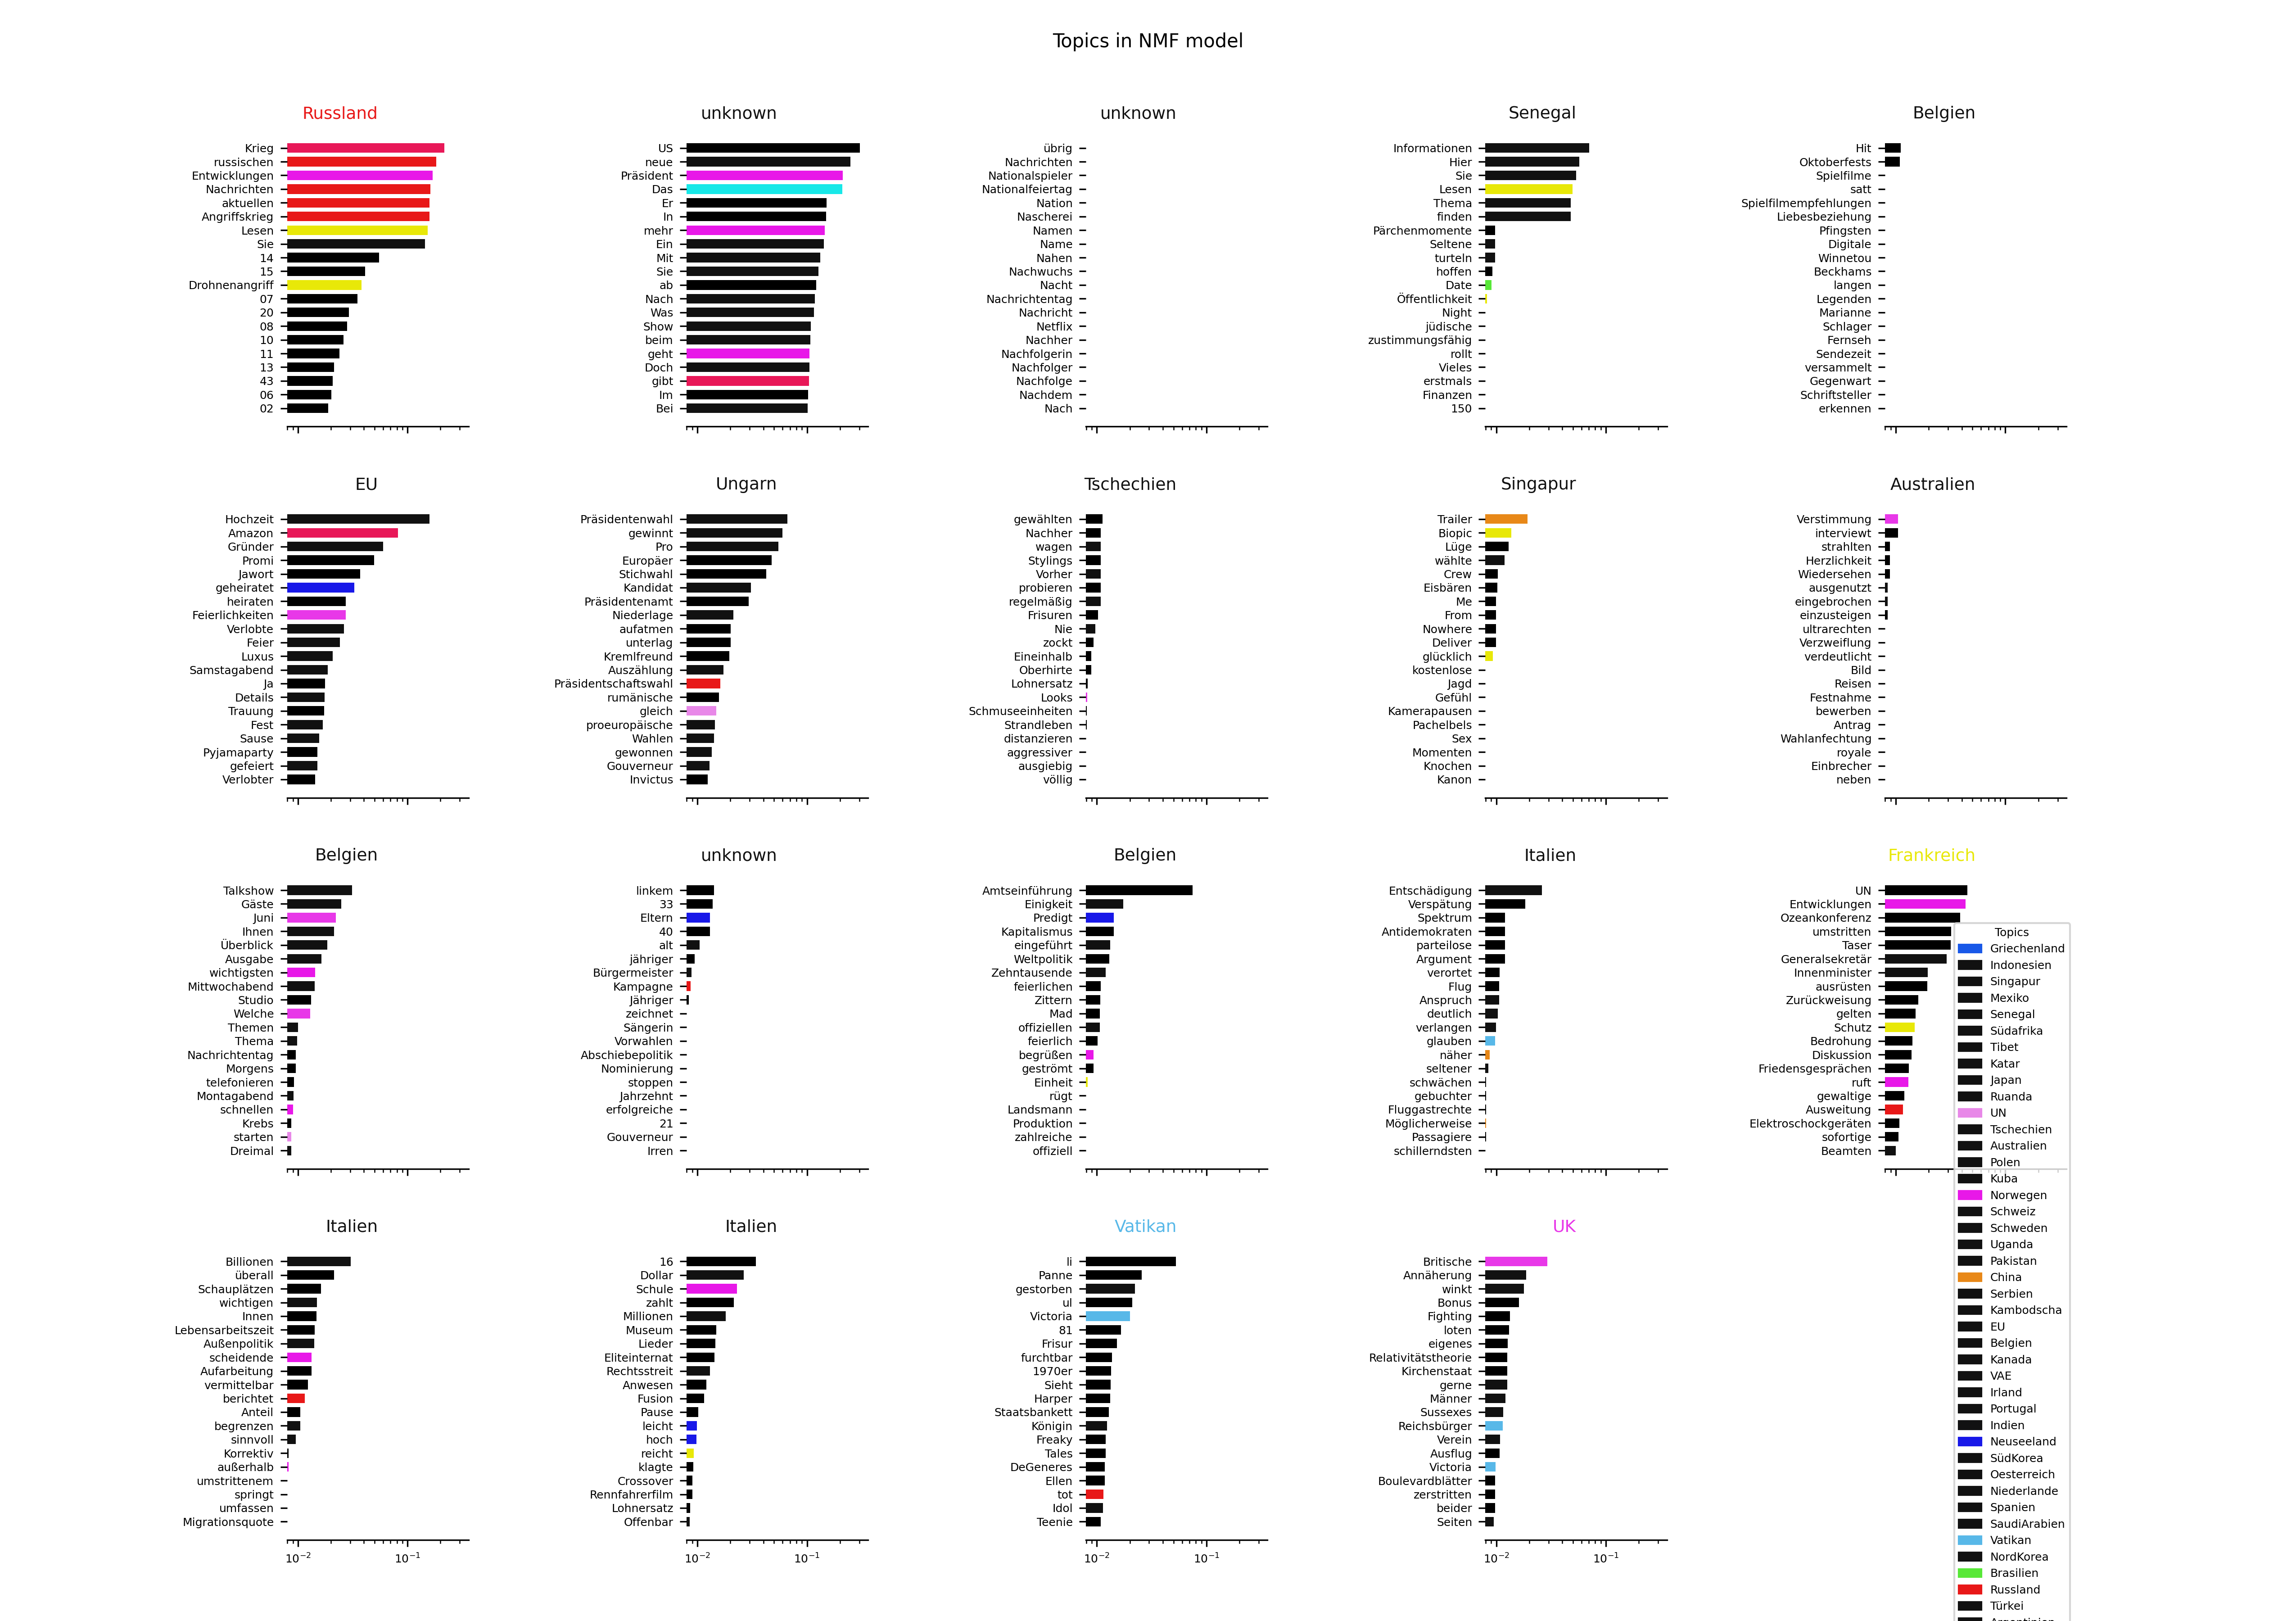 Topics in NMF model
Russland
Krieg
russischen
Entwicklungen
Nachrichten
aktuellen
Angriffskrieg
Lesen
Sie
14
15
Drohnenangriff
07
20
08
10
11
13
43
06
02
unknown
US
neue
Präsident
Das
Er
In
mehr
Ein
Mit
Sie
ab
Nach
Was
Show
beim
geht
Doch
gibt
Im
Bei
unknown
übrig
Nachrichten
Nationalspieler
Nationalfeiertag
Nation
Nascherei
Namen
Name
Nahen
Nachwuchs
Nacht
Nachrichtentag
Nachricht
Netflix
Nachher
Nachfolgerin
Nachfolger
Nachfolge
Nachdem
Nach
Senegal
Informationen
Hier
Sie
Lesen
Thema
finden
Pärchenmomente
Seltene
turteln
hoffen
Date
Öffentlichkeit
Night
jüdische
zustimmungsfähig
rollt
Vieles
erstmals
Finanzen
150
Belgien
Hit
Oktoberfests
Spielfilme
satt
Spielfilmempfehlungen
Liebesbeziehung
Pfingsten
Digitale
Winnetou
Beckhams
langen
Legenden
Marianne
Schlager
Fernseh
Sendezeit
versammelt
Gegenwart
Schriftsteller
erkennen
EU
Hochzeit
Amazon
Gründer
Promi
Jawort
geheiratet
heiraten
Feierlichkeiten
Verlobte
Feier
Luxus
Samstagabend
Ja
Details
Trauung
Fest
Sause
Pyjamaparty
gefeiert
Verlobter
Ungarn
Präsidentenwahl
gewinnt
Pro
Europäer
Stichwahl
Kandidat
Präsidentenamt
Niederlage
aufatmen
unterlag
Kremlfreund
Auszählung
Präsidentschaftswahl
rumänische
gleich
proeuropäische
Wahlen
gewonnen
Gouverneur
Invictus
Tschechien
gewählten
Nachher
wagen
Stylings
Vorher
probieren
regelmäßig
Frisuren
Nie
zockt
Eineinhalb
Oberhirte
Lohnersatz
Looks
Schmuseeinheiten
Strandleben
distanzieren
aggressiver
ausgiebig
völlig
Singapur
Trailer
Biopic
Lüge
wählte
Crew
Eisbären
Me
From
Nowhere
Deliver
glücklich
kostenlose
Jagd
Gefühl
Kamerapausen
Pachelbels
Sex
Momenten
Knochen
Kanon
Australien
Verstimmung
interviewt
strahlten
Herzlichkeit
Wiedersehen
ausgenutzt
eingebrochen
einzusteigen
ultrarechten
Verzweiflung
verdeutlicht
Bild
Reisen
Festnahme
bewerben
Antrag
Wahlanfechtung
royale
Einbrecher
neben
Belgien
Talkshow
Gäste
Juni
Ihnen
Überblick
Ausgabe
wichtigsten
Mittwochabend
Studio
Welche
Themen
Thema
Nachrichtentag
Morgens
telefonieren
Montagabend
schnellen
Krebs
starten
Dreimal
unknown
linkem
33
Eltern
40
alt
jähriger
Bürgermeister
Kampagne
Jähriger
zeichnet
Sängerin
Vorwahlen
Abschiebepolitik
Nominierung
stoppen
Jahrzehnt
erfolgreiche
21
Gouverneur
Irren
Belgien
Amtseinführung
Einigkeit
Predigt
Kapitalismus
eingeführt
Weltpolitik
Zehntausende
feierlichen
Zittern
Mad
offiziellen
feierlich
begrüßen
geströmt
Einheit
rügt
Landsmann
Produktion
zahlreiche
offiziell
Italien
Entschädigung
Verspätung
Spektrum
Antidemokraten
parteilose
Argument
verortet
Flug
Anspruch
deutlich
verlangen
glauben
näher
seltener
schwächen
gebuchter
Fluggastrechte
Möglicherweise
Passagiere
schillerndsten
Frankreich
UN
Entwicklungen
Ozeankonferenz
umstritten
Taser
Generalsekretär
Innenminister
ausrüsten
Zurückweisung
gelten
Schutz
Bedrohung
Diskussion
Friedensgesprächen
ruft
gewaltige
Ausweitung
Elektroschockgeräten
sofortige
Beamten
Italien
Billionen
überall
Schauplätzen
wichtigen
Innen
Lebensarbeitszeit
Außenpolitik
scheidende
Aufarbeitung
vermittelbar
berichtet
Anteil
begrenzen
sinnvoll
Korrektiv
außerhalb
umstrittenem
springt
umfassen
Migrationsquote
10⁻² 10⁻¹
Italien
16
Dollar
Schule
zahlt
Millionen
Museum
Lieder
Eliteinternat
Rechtsstreit
Anwesen
Fusion
Pause
leicht
hoch
reicht
klagte
Crossover
Rennfahrerfilm
Lohnersatz
Offenbar
10⁻² 10⁻¹
Vatikan
li
Panne
gestorben
ul
Victoria
81
Frisur
furchtbar
1970er
Sieht
Harper
Staatsbankett
Königin
Freaky
Tales
DeGeneres
Ellen
tot
Idol
Teenie
10⁻² 10⁻¹
UK
Britische
Annäherung
winkt
Bonus
Fighting
loten
eigenes
Relativitätstheorie
Kirchenstaat
gerne
Männer
Sussexes
Reichsbürger
Verein
Ausflug
Victoria
Boulevardblätter
zerstritten
beider
Seiten
10⁻² 10⁻¹
Topics
Griechenland
Indonesien
Singapur
Mexiko
Senegal
Südafrika
Tibet
Katar
Japan
Ruanda
UN
Tschechien
Australien
Polen
Kuba
Norwegen
Schweiz
Schweden
Uganda
Pakistan
China
Serbien
Kambodscha
EU
Belgien
Kanada
VAE
Irland
Portugal
Indien
Neuseeland
SüdKorea
Oesterreich
Niederlande
Spanien
SaudiArabien
Vatikan
NordKorea
Brasilien
Russland
Türkei